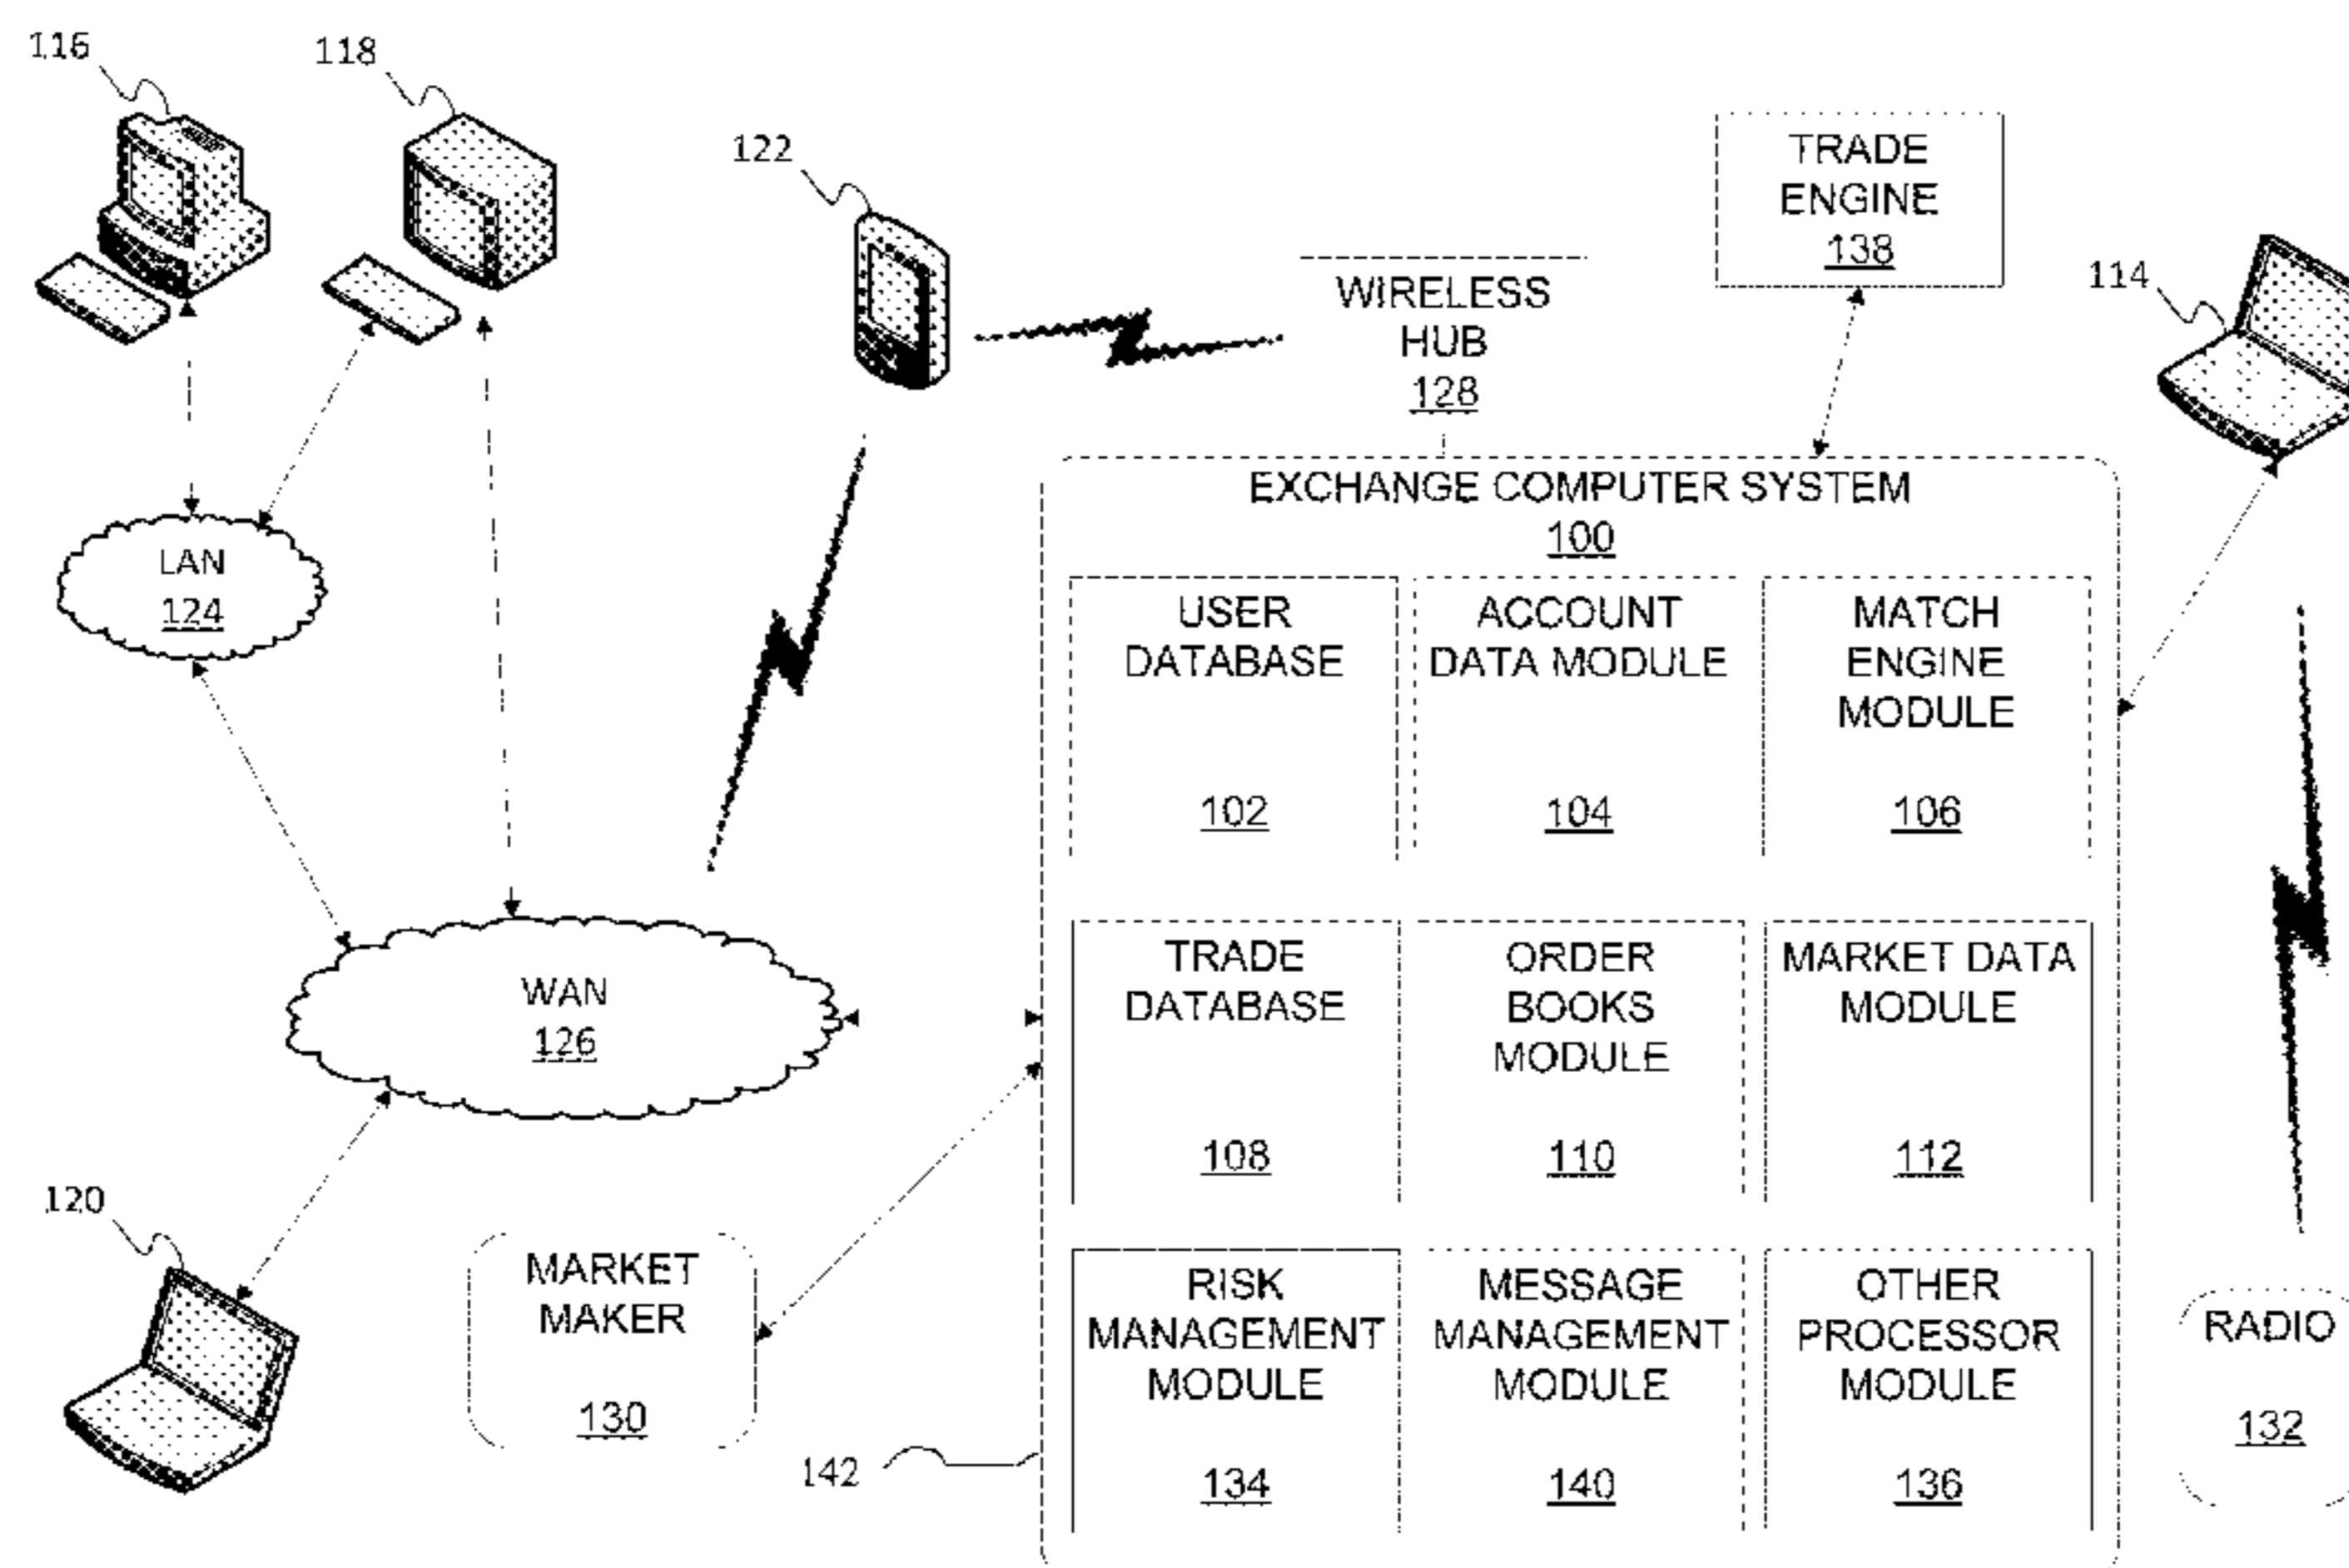 116
118
122
TRADE
ENGINE
138
WIRELESS
HUB
128
114
EXCHANGE COMPUTER SYSTEM
100
LAN
124
USER
DATABASE
102
ACCOUNT
DATA MODULE
104
MATCH
ENGINE
MODULE
106
WAN
126
TRADE
DATABASE
108
ORDER
BOOKS
MODULE
110
MARKET DATA
MODULE
112
120
MARKET
MAKER
130
RISK
MANAGEMENT
MODULE
134
MESSAGE
MANAGEMENT
MODULE
140
OTHER
PROCESSOR
MODULE
136
RADIO
132
142